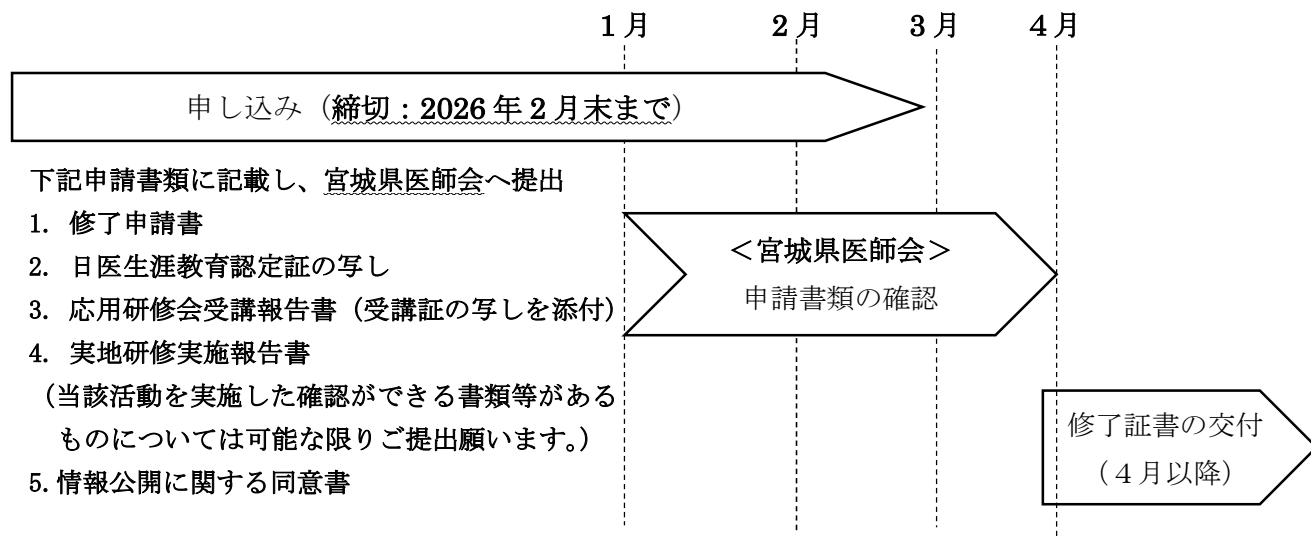 1月 2月 3月 4月
申し込み（締切：2026年2月末まで）
下記申請書類に記載し、宮城県医師会へ提出
1. 修了申請書
2. 日医生涯教育認定証の写し
3. 応用研修会受講報告書（受講証の写しを添付）
4. 実地研修実施報告書
（当該活動を実施した確認ができる書類等がある
ものについては可能な限りご提出願います。）
5.情報公開に関する同意書
＜宮城県医師会＞
申請書類の確認
修了証書の交付
（４月以降）